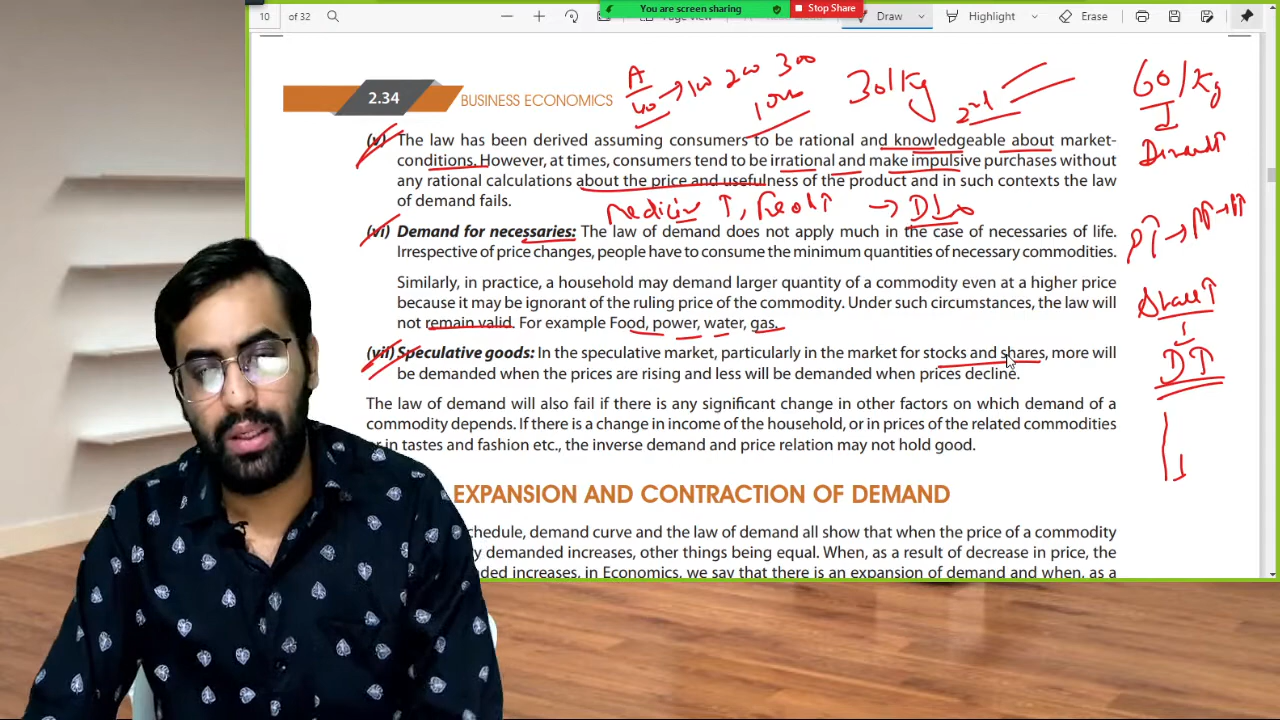 10 of 32
You are screen sharing
Stop Share
Page view
Draw
Highlight
Erase
A
40 → 100 200 300
1000
30/Kg
2nd
60/Kg
2.34 BUSINESS ECONOMICS
(v) The law has been derived assuming consumers to be rational and knowledgeable about market-
conditions. However, at times, consumers tend to be irrational and make impulsive purchases without
any rational calculations about the price and usefulness of the product and in such contexts the law
of demand fails.
(vi) Demand for necessaries: The law of demand does not apply much in the case of necessaries of life.
Irrespective of price changes, people have to consume the minimum quantities of necessary commodities.
Similarly, in practice, a household may demand larger quantity of a commodity even at a higher price
because it may be ignorant of the ruling price of the commodity. Under such circumstances, the law will
not remain valid. For example Food, power, water, gas.
Share↑
↓
D↑
(vii) Speculative goods: In the speculative market, particularly in the market for stocks and shares, more will
be demanded when the prices are rising and less will be demanded when prices decline.
The law of demand will also fail if there is any significant change in other factors on which demand of a
commodity depends. If there is a change in income of the household, or in prices of the related commodities
or in tastes and fashion etc., the inverse demand and price relation may not hold good.
EXPANSION AND CONTRACTION OF DEMAND
chedule, demand curve and the law of demand all show that when the price of a commodity
y demanded increases, other things being equal. When, as a result of decrease in price, the
ded increases, in Economics, we say that there is an expansion of demand and when, as a